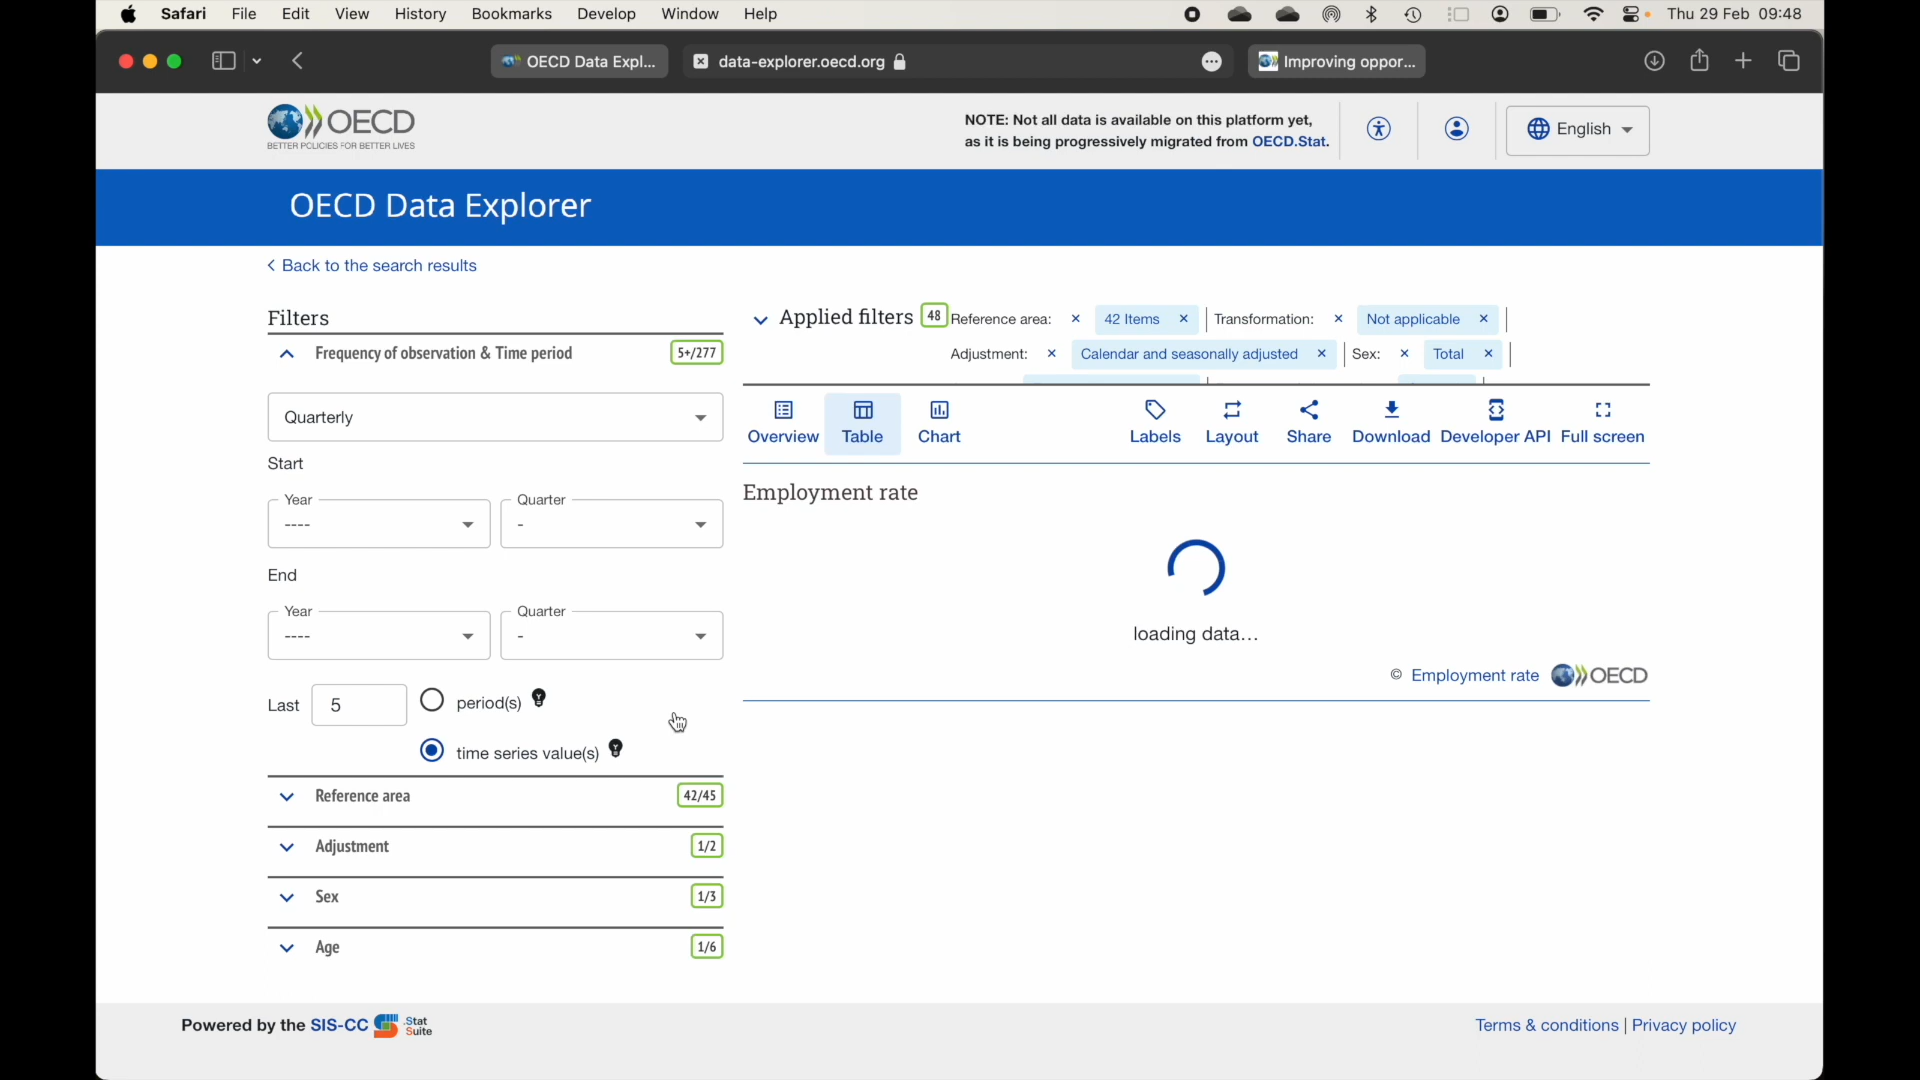 Safari File Edit View History Bookmarks Develop Window Help Thu 29 Feb 09:48
OECD Data Expl... data-explorer.oecd.org Improving oppor...
OECD
BETTER POLICIES FOR BETTER LIVES
NOTE: Not all data is available on this platform yet,
as it is being progressively migrated from OECD.Stat.
English
OECD Data Explorer
Back to the search results
Filters
Frequency of observation & Time period 5+/277
Quarterly
Start
Year Quarter
---- -
End
Year Quarter
---- -
Last 5 period(s)
time series value(s)
Reference area 42/45
Adjustment 1/2
Sex 1/3
Age 1/6
Applied filters 48 Reference area: × 42 Items × | Transformation: × Not applicable × |
Adjustment: × Calendar and seasonally adjusted × | Sex: × Total × |
Overview Table Chart Labels Layout Share Download Developer API Full screen
Employment rate
loading data...
© Employment rate OECD
Powered by the SIS-CC .Stat Suite
Terms & conditions | Privacy policy